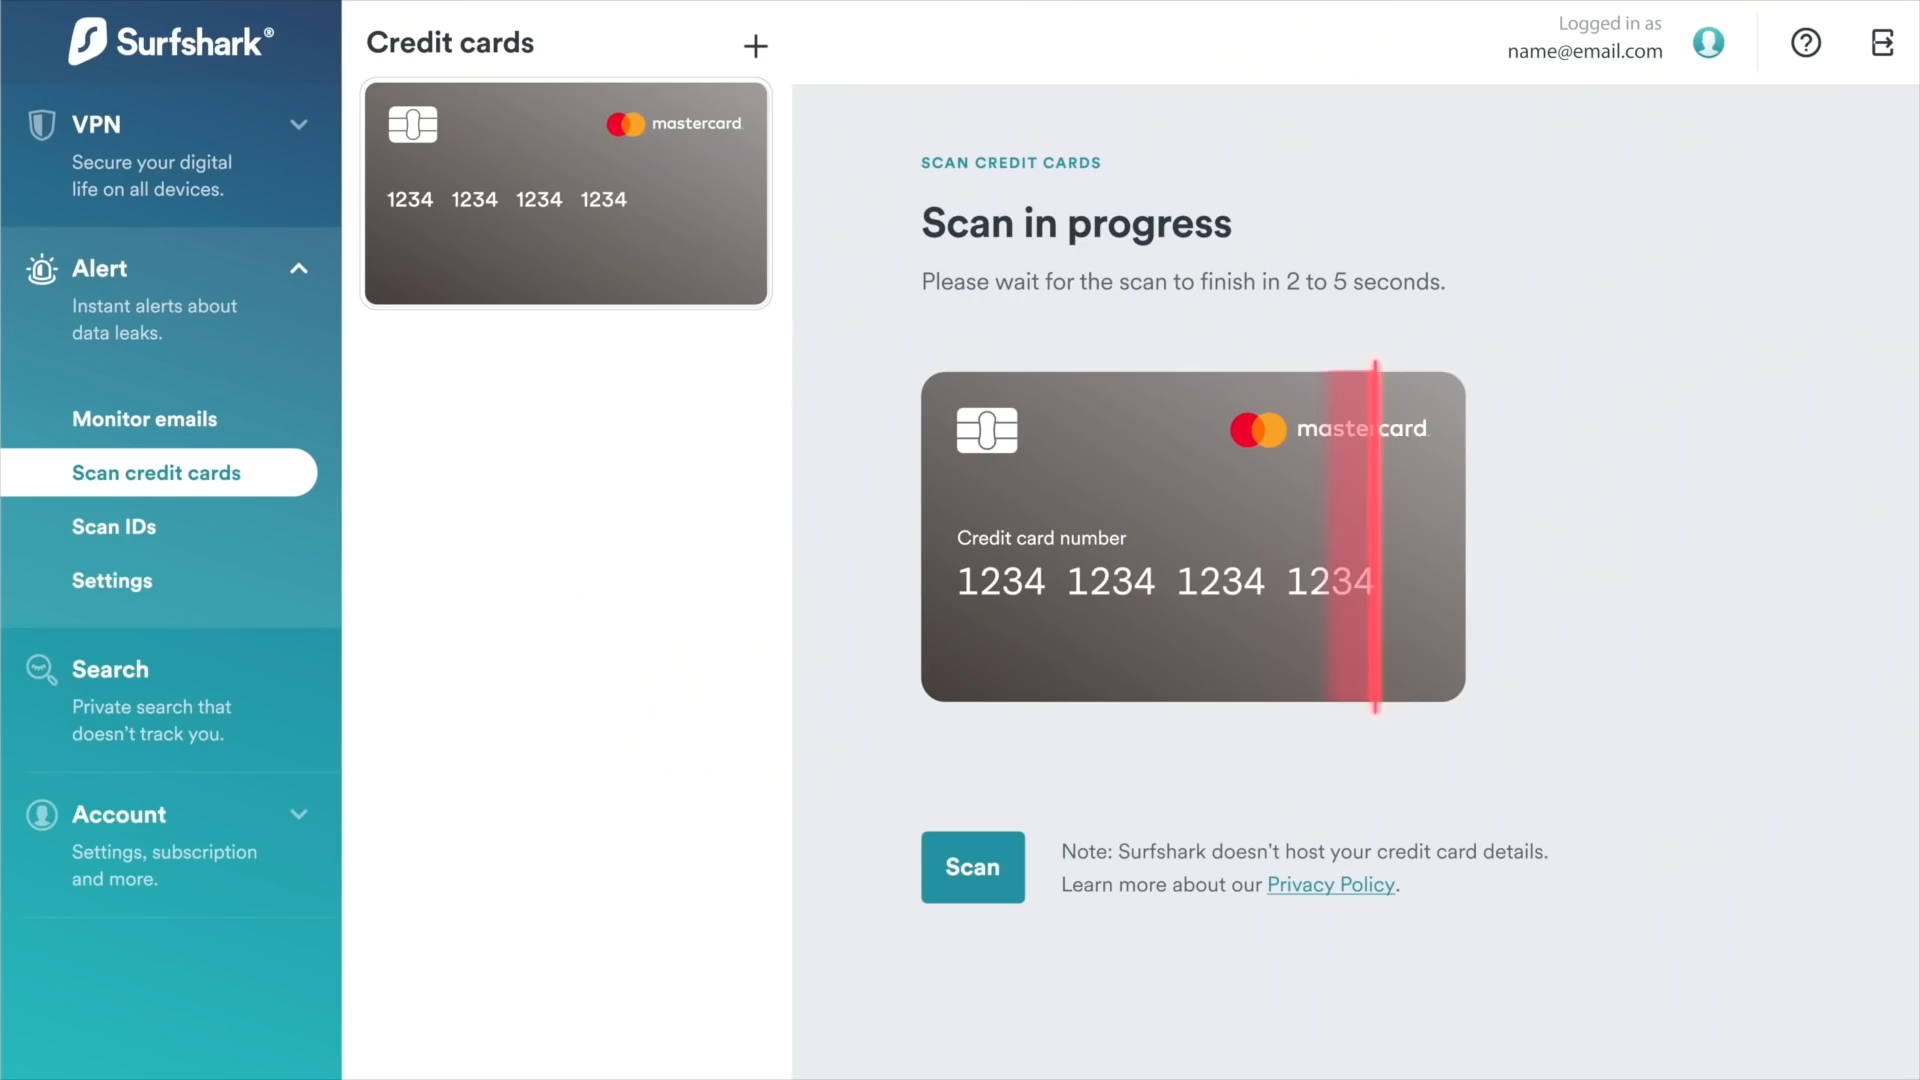 Surfshark®
VPN
Secure your digital
life on all devices.
Alert
Instant alerts about
data leaks.
Monitor emails
Scan credit cards
Scan IDs
Settings
Search
Private search that
doesn't track you.
Account
Settings, subscription
and more.
Credit cards
mastercard.
1234 1234 1234 1234
Logged in as
name@email.com
SCAN CREDIT CARDS
Scan in progress
Please wait for the scan to finish in 2 to 5 seconds.
mastercard.
Credit card number
1234 1234 1234 1234
Scan
Note: Surfshark doesn't host your credit card details.
Learn more about our Privacy Policy.